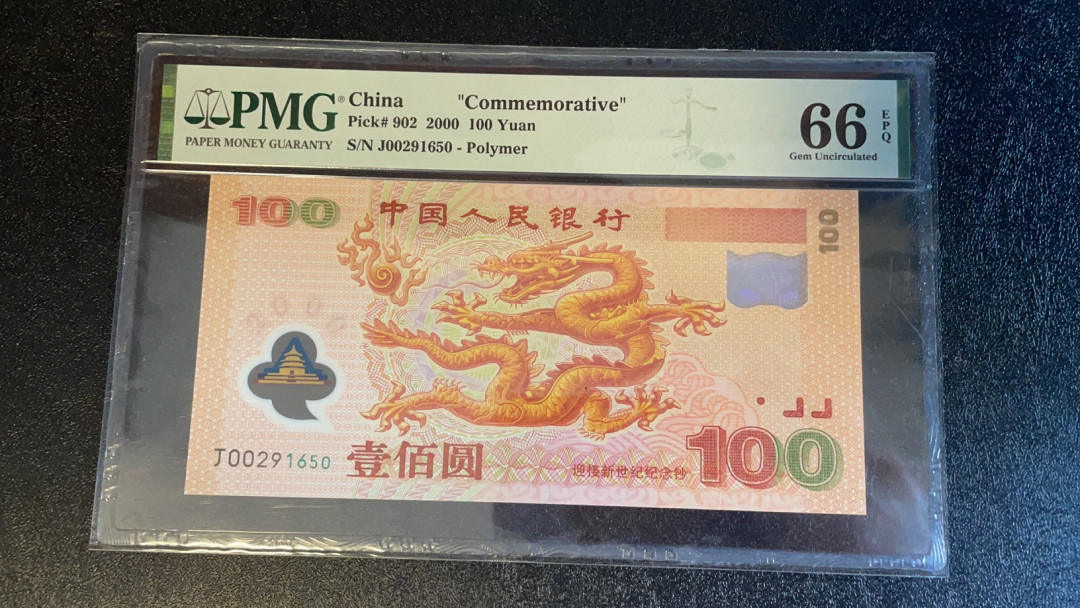 PMG® China "Commemorative"
Pick# 902 2000 100 Yuan
PAPER MONEY GUARANTY S/N J00291650 - Polymer
66 EPQ
Gem Uncirculated
100 中国人民银行
100
2000
J00291650 壹佰圆
迎接新世纪纪念钞 100